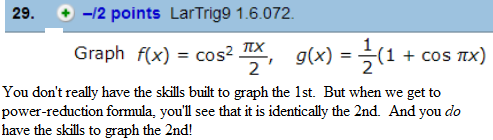 29. + –/2 points LarTrig9 1.6.072.
Graph f(x) = cos² πx/2, g(x) = 1/2(1 + cos πx)
You don't really have the skills built to graph the 1st. But when we get to
power-reduction formula, you'll see that it is identically the 2nd. And you do
have the skills to graph the 2nd!